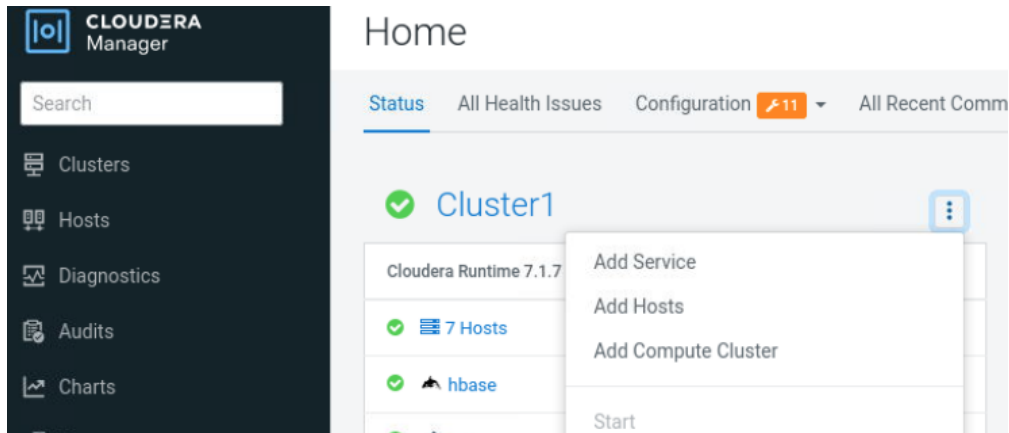 CLOUDERA
Manager
Search
Clusters
Hosts
Diagnostics
Audits
Charts
Home
Status All Health Issues Configuration 11 All Recent Comm
Cluster1
Cloudera Runtime 7.1.7
7 Hosts
hbase
Add Service
Add Hosts
Add Compute Cluster
Start